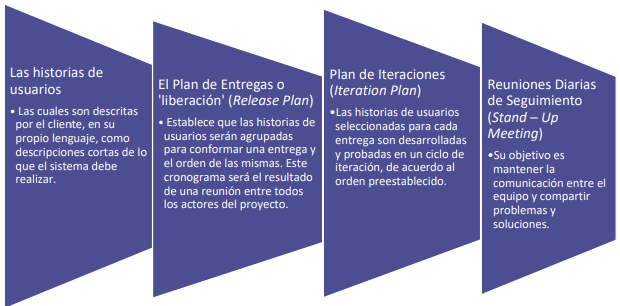 Las historias de
usuarios
• Las cuales son descritas
por el cliente, en su
propio lenguaje, como
descripciones cortas de lo
que el sistema debe
realizar.
El Plan de Entregas o
'liberación' (Release Plan)
• Establece que las historias de
usuarios serán agrupadas
para conformar una entrega y
el orden de las mismas. Este
cronograma será el resultado
de una reunión entre todos
los actores del proyecto.
Plan de Iteraciones
(Iteration Plan)
•Las historias de usuarios
seleccionadas para cada
entrega son desarrolladas
y probadas en un ciclo de
iteración, de acuerdo al
orden preestablecido.
Reuniones Diarias
de Seguimiento
(Stand – Up
Meeting)
•Su objetivo es
mantener la
comunicación entre el
equipo y compartir
problemas y
soluciones.